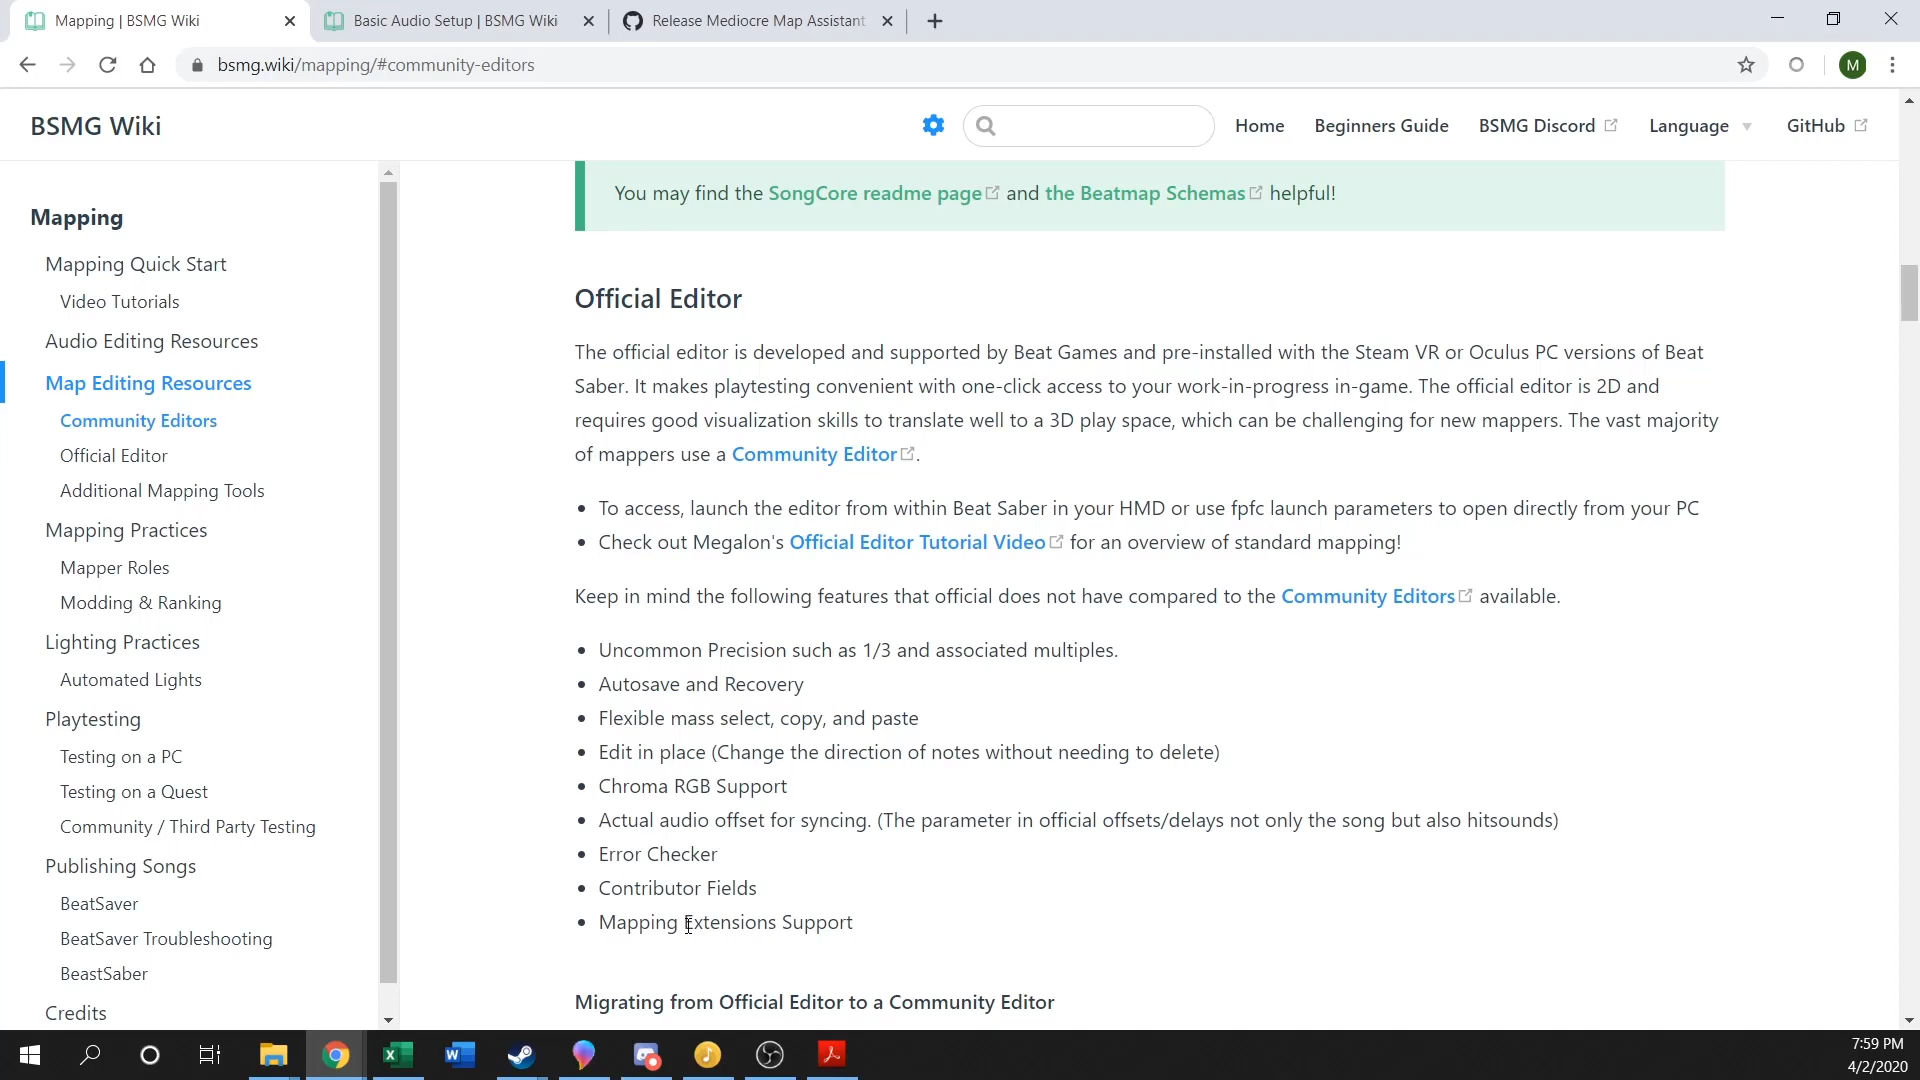 Mapping | BSMG Wiki
Basic Audio Setup | BSMG Wiki
Release Mediocre Map Assistant
bsmg.wiki/mapping/#community-editors
M
BSMG Wiki
Home
Beginners Guide
BSMG Discord
Language
GitHub
Mapping
Mapping Quick Start
Video Tutorials
Audio Editing Resources
Map Editing Resources
Community Editors
Official Editor
Additional Mapping Tools
Mapping Practices
Mapper Roles
Modding & Ranking
Lighting Practices
Automated Lights
Playtesting
Testing on a PC
Testing on a Quest
Community / Third Party Testing
Publishing Songs
BeatSaver
BeatSaver Troubleshooting
BeastSaber
Credits
You may find the SongCore readme page and the Beatmap Schemas helpful!
Official Editor
The official editor is developed and supported by Beat Games and pre-installed with the Steam VR or Oculus PC versions of Beat
Saber. It makes playtesting convenient with one-click access to your work-in-progress in-game. The official editor is 2D and
requires good visualization skills to translate well to a 3D play space, which can be challenging for new mappers. The vast majority
of mappers use a Community Editor.
• To access, launch the editor from within Beat Saber in your HMD or use fpfc launch parameters to open directly from your PC
• Check out Megalon's Official Editor Tutorial Video for an overview of standard mapping!
Keep in mind the following features that official does not have compared to the Community Editors available.
• Uncommon Precision such as 1/3 and associated multiples.
• Autosave and Recovery
• Flexible mass select, copy, and paste
• Edit in place (Change the direction of notes without needing to delete)
• Chroma RGB Support
• Actual audio offset for syncing. (The parameter in official offsets/delays not only the song but also hitsounds)
• Error Checker
• Contributor Fields
• Mapping Extensions Support
Migrating from Official Editor to a Community Editor
7:59 PM
4/2/2020